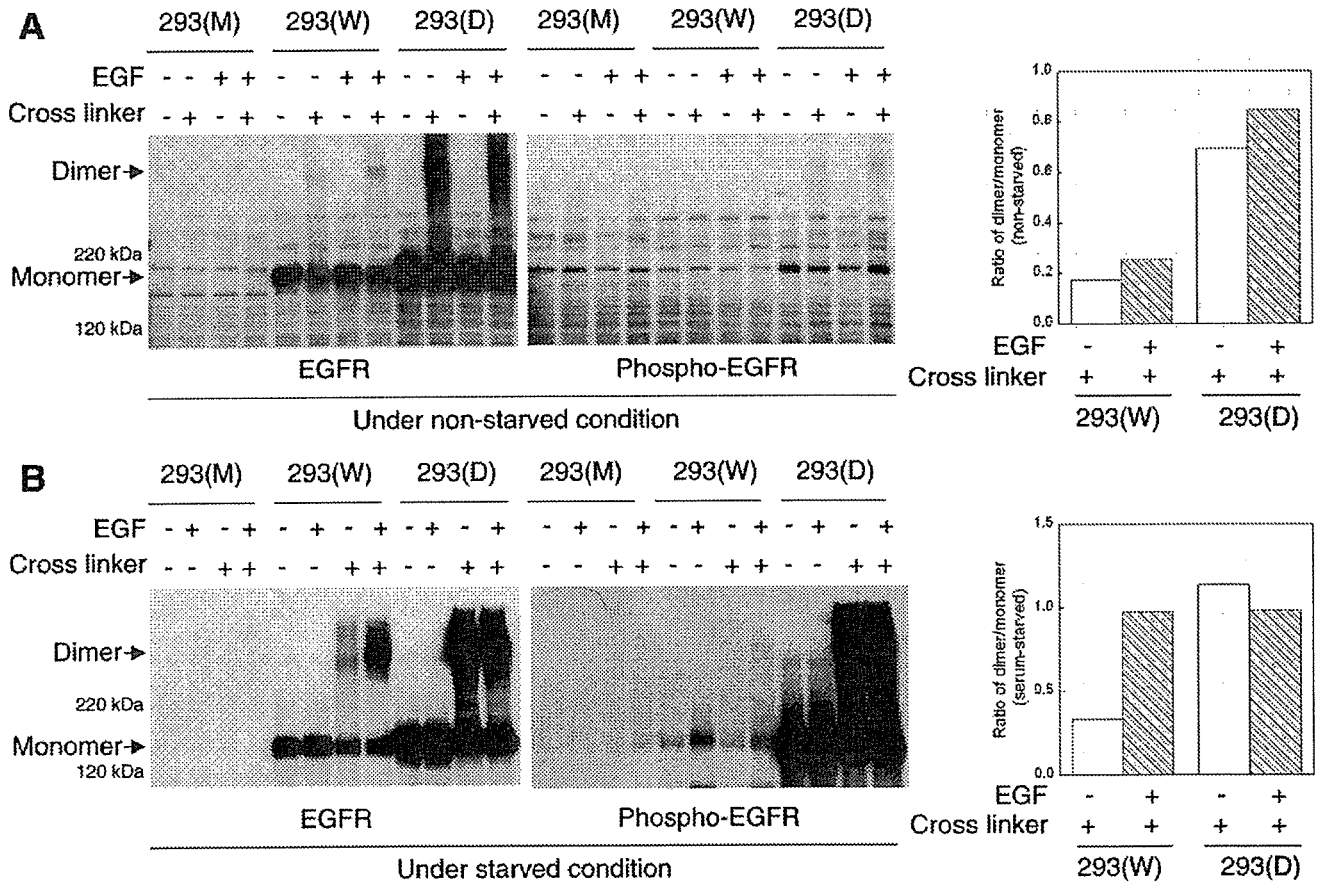 A
293(M) 293(W) 293(D) 293(M) 293(W) 293(D)
EGF - - + + - - + + - - + + - - + + - - + + - - + +
Cross linker - + - + - + - + - + - + - + - + - + - + - + - +
Dimer
220 kDa
Monomer
120 kDa
EGFR Phospho-EGFR
Under non-starved condition
Ratio of dimer/monomer
(non-starved)
1.0
0.8
0.6
0.4
0.2
0.0
EGF - + - +
Cross linker + + + +
293(W) 293(D)
B
293(M) 293(W) 293(D) 293(M) 293(W) 293(D)
EGF - + - + - + - + - + - + - + - + - + - + - + - +
Cross linker - - + + - - + + - - + + - - + + - - + + - - + +
Dimer
220 kDa
Monomer
120 kDa
EGFR Phospho-EGFR
Under starved condition
Ratio of dimer/monomer
(serum-starved)
1.5
1.0
0.5
0.0
EGF - + - +
Cross linker + + + +
293(W) 293(D)